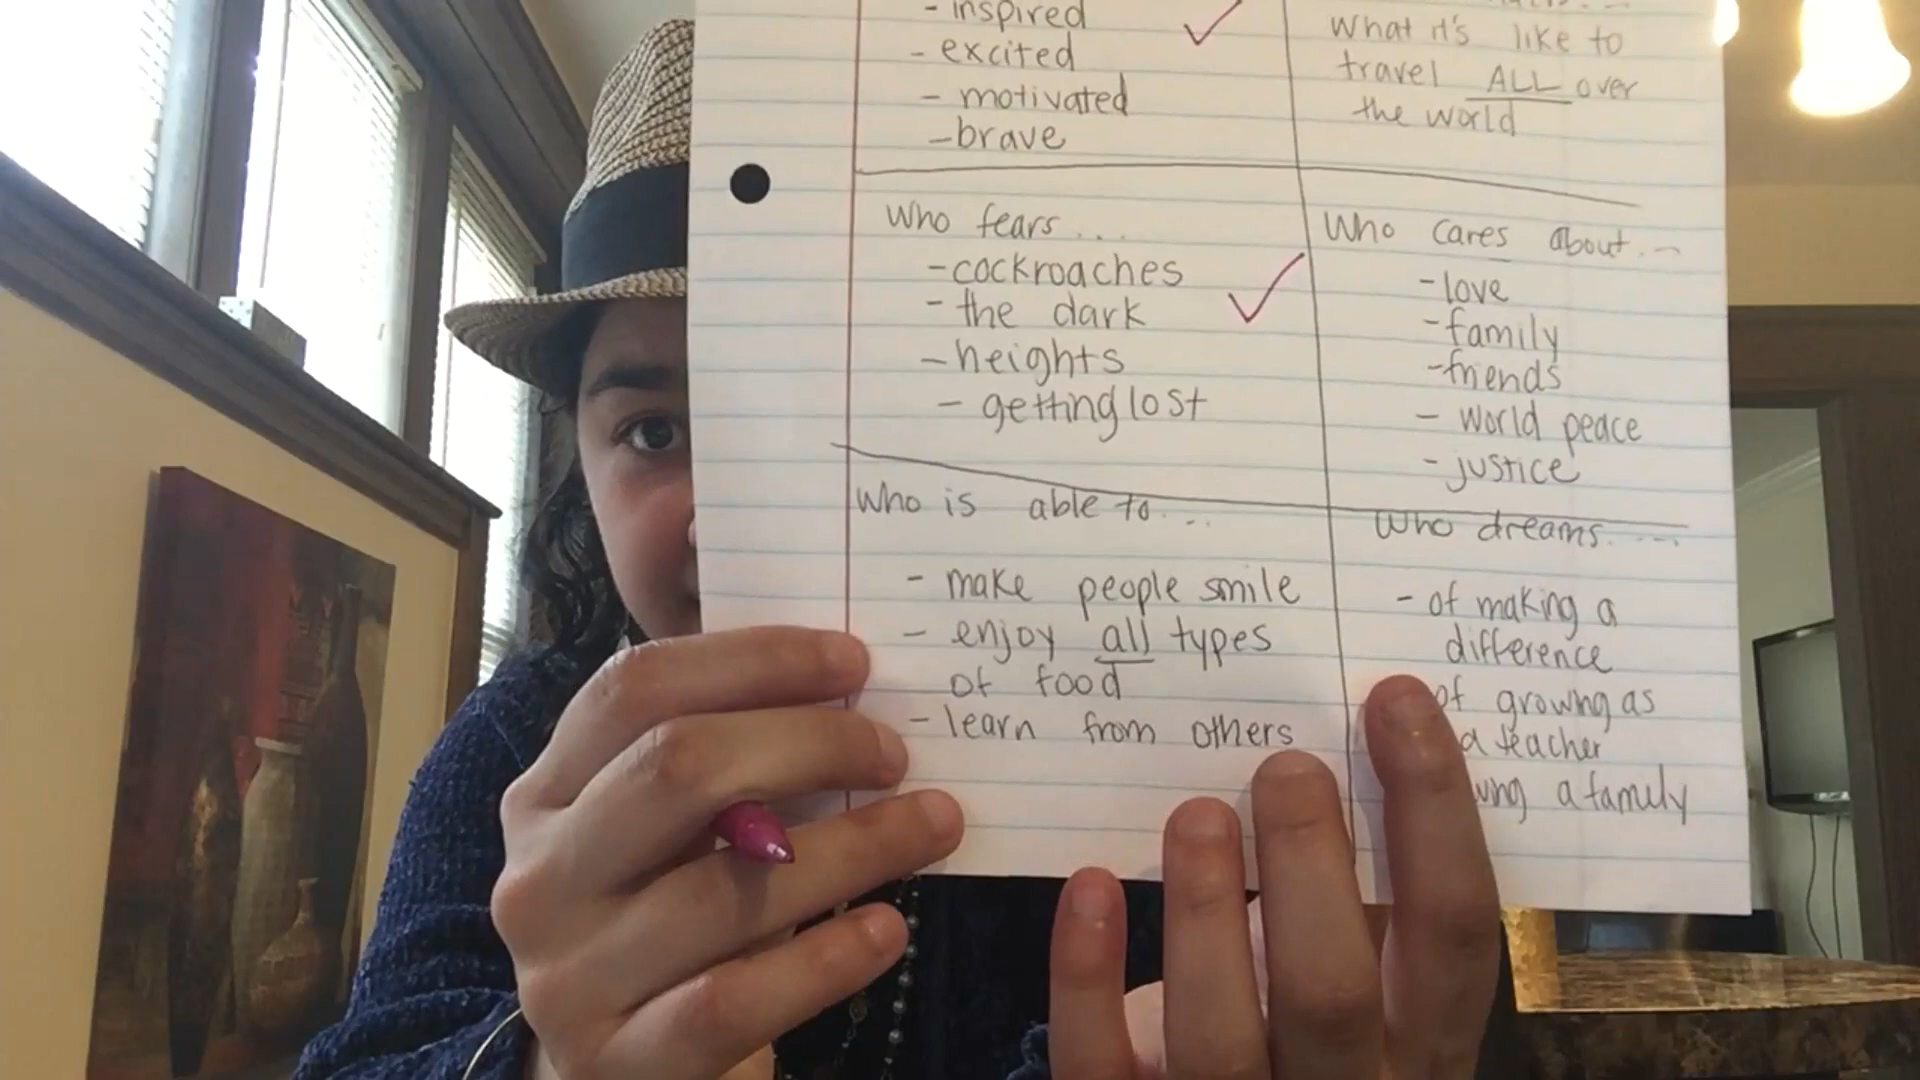 - inspired
- excited
- motivated
- brave
What it's like to
travel ALL over
the world
Who fears ...
- cockroaches
- the dark
- heights
- getting lost
Who cares about...
- love
- family
- friends
- world peace
- justice
Who is able to ...
- make people smile
- enjoy all types
of food
- learn from others
Who dreams.....
- of making a
difference
of growng as
a teacher
a family